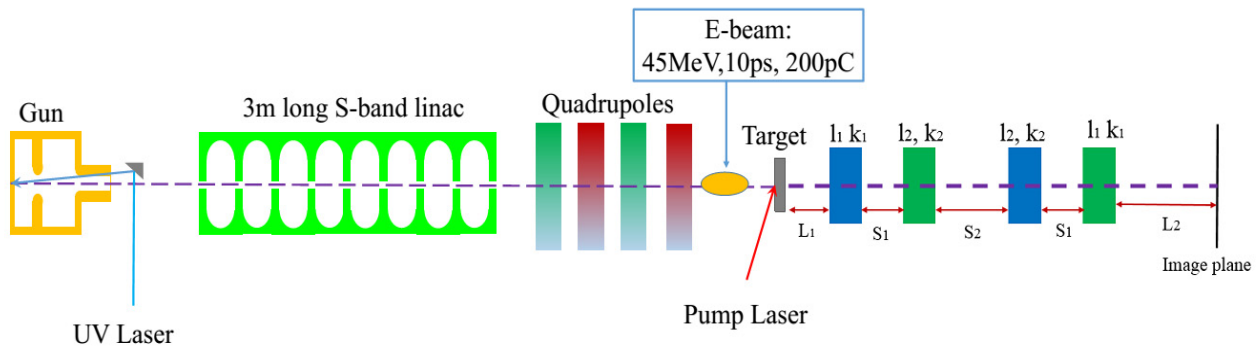 E-beam:
45MeV,10ps, 200pC
Gun
3m long S-band linac
Quadrupoles
Target
l₁ k₁
l₂, k₂
l₂, k₂
l₁ k₁
L₁
S₁
S₂
S₁
L₂
Image plane
Pump Laser
UV Laser